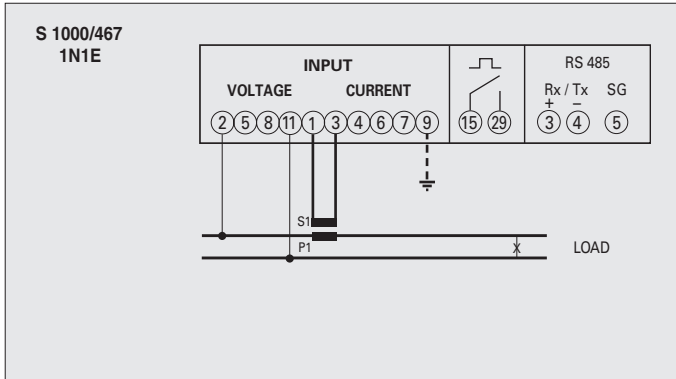 S 1000/467
1N1E
INPUT
VOLTAGE CURRENT
2 5 8 11 1 3 4 6 7 9
15 29
RS 485
Rx / Tx SG
+ –
3 4 5
S1
P1
X
LOAD